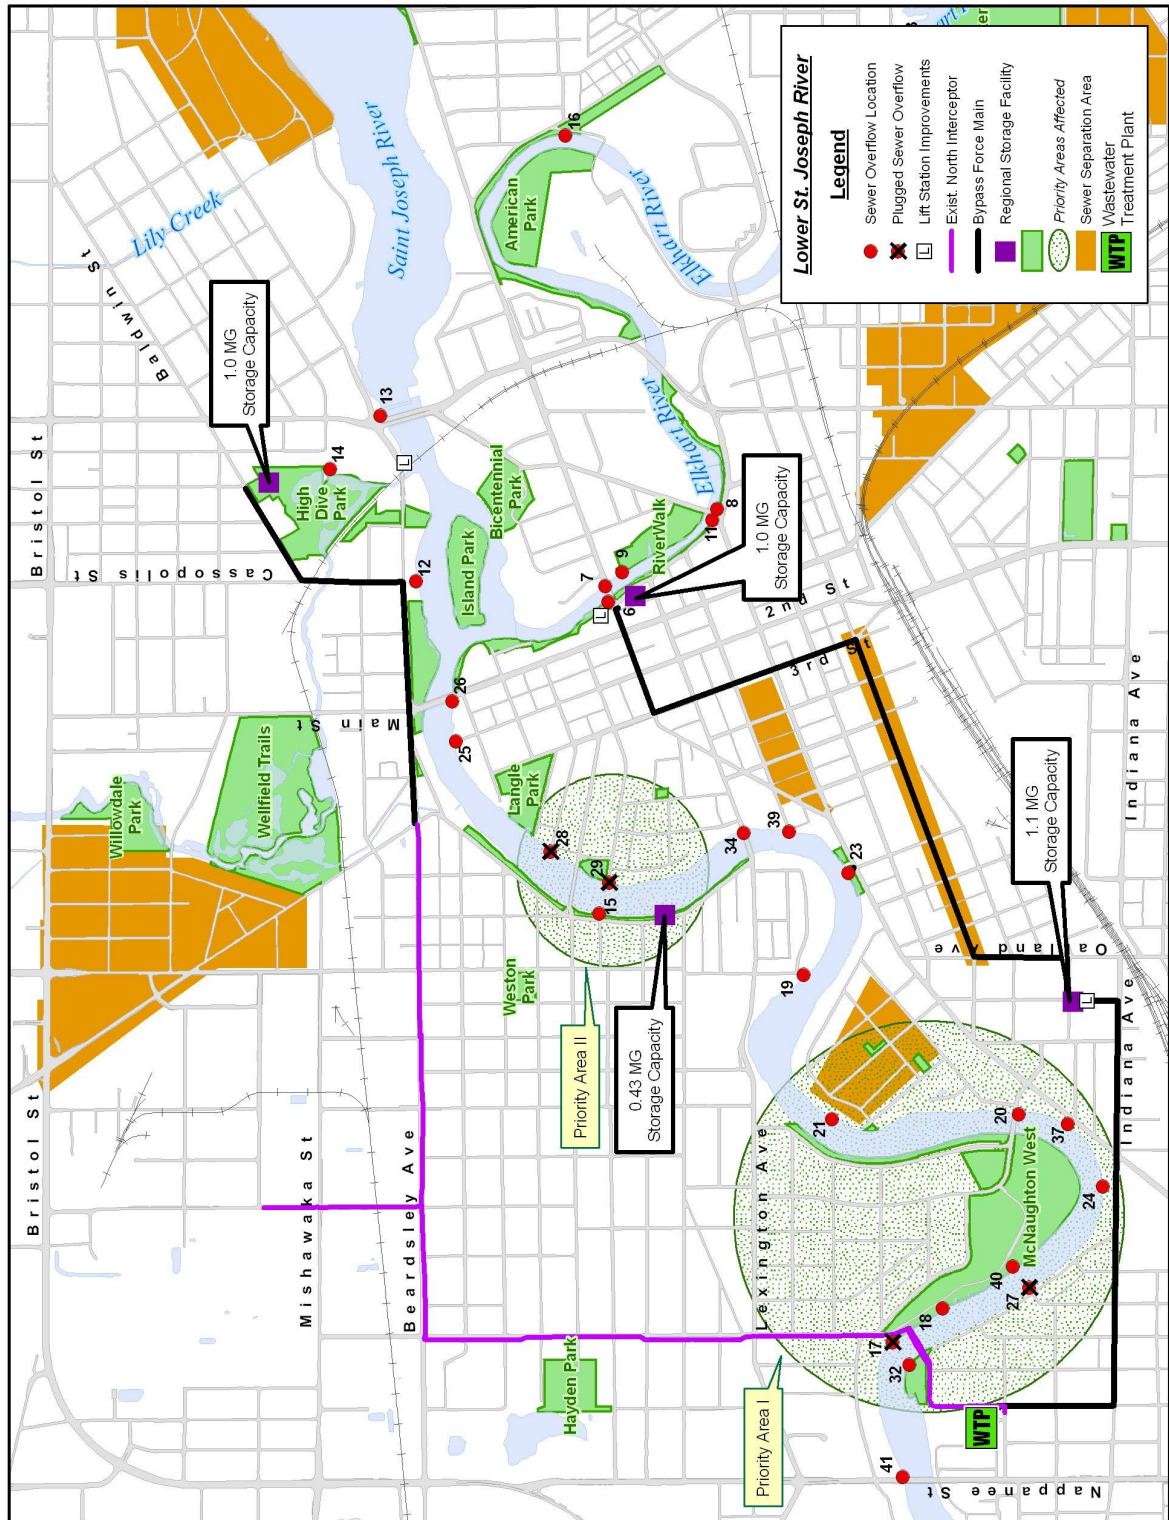 Lower St. Joseph River
Legend
Sewer Overflow Location
Plugged Sewer Overflow
L
Lift Station Improvements
Exist. North Interceptor
Bypass Force Main
Regional Storage Facility
Priority Areas Affected
Sewer Separation Area
WTP
Wastewater
Treatment Plant
Bristol St
Bristol St
Mishawaka St
Beardsley Ave
Lexington Ave
Nappanee St
Indiana Ave
Indiana Ave
Oakland Ave
Main St
Cassopolis St
Baldwin St
2nd St
3rd St
Lily Creek
Saint Joseph River
Elkhart River
Elkhart River
Willowdale
Park
Wellfield Trails
High
Dive
Park
Island Park
Bicentennial
Park
American
Park
RiverWalk
Langle
Park
Weston
Park
Hayden Park
McNaughton West
Priority Area I
Priority Area II
1.0 MG
Storage Capacity
1.0 MG
Storage Capacity
0.43 MG
Storage Capacity
1.1 MG
Storage Capacity
WTP
L
L
L
41
32
17
18
40
27
24
37
20
21
19
23
39
34
15
29
28
25
26
12
14
13
6
7
9
11
8
16